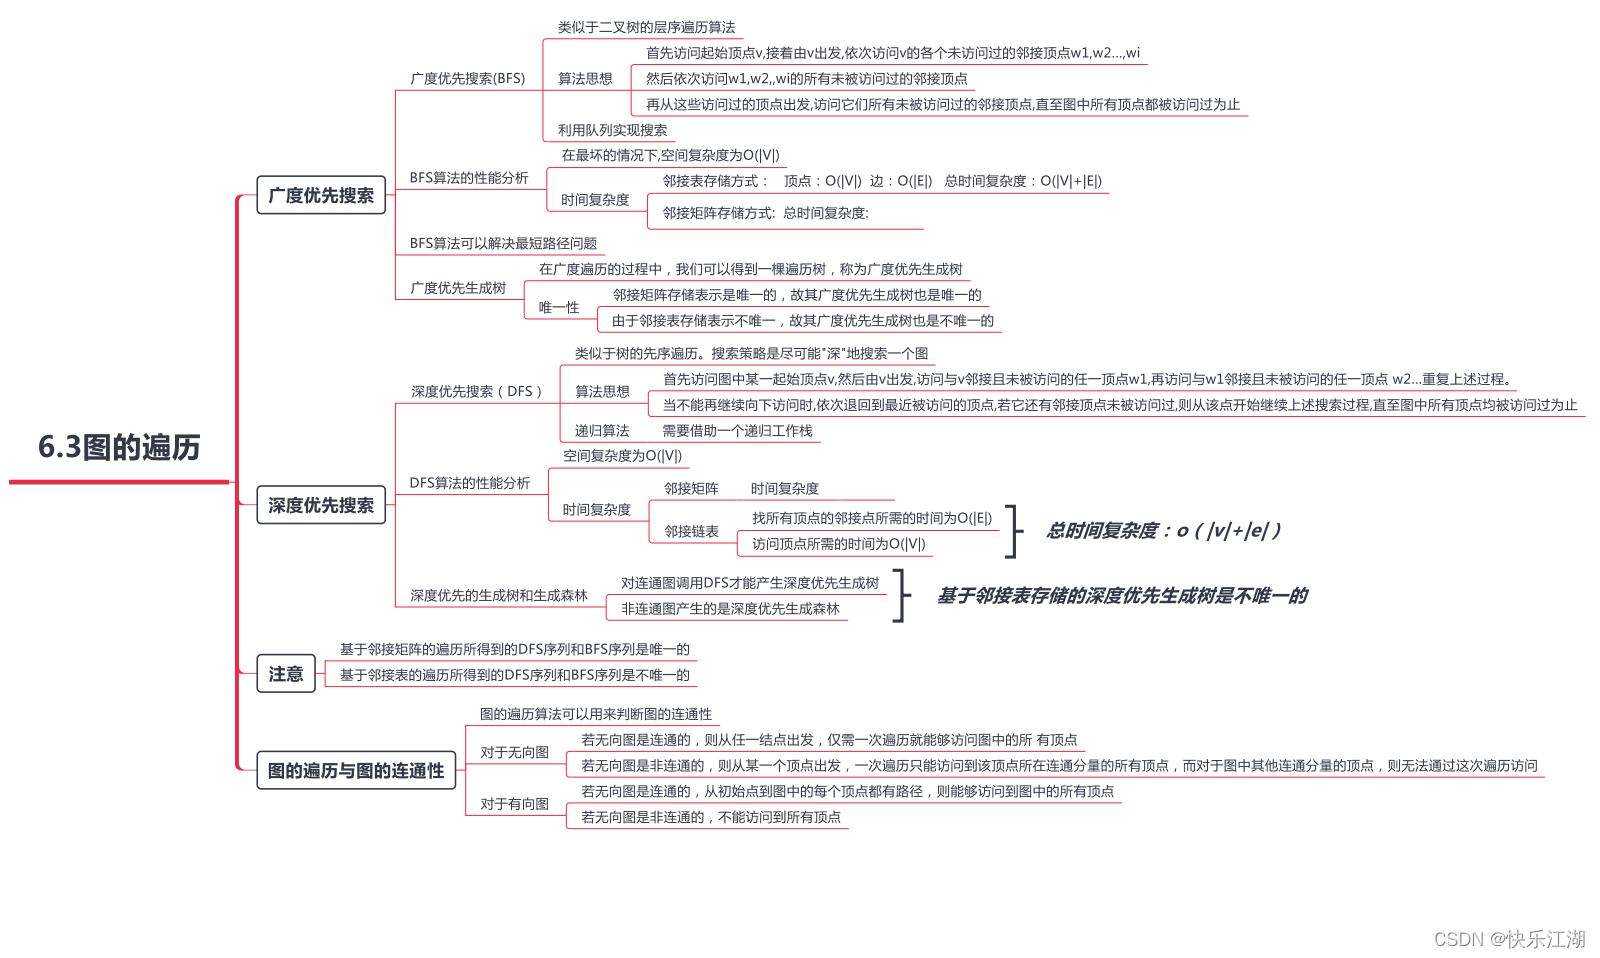 6.3图的遍历
广度优先搜索
广度优先搜索(BFS)
类似于二叉树的层序遍历算法
算法思想
首先访问起始顶点v,接着由v出发,依次访问v的各个未访问过的邻接顶点w1,w2...,wi
然后依次访问w1,w2,,wi的所有未被访问过的邻接顶点
再从这些访问过的顶点出发,访问它们所有未被访问过的邻接顶点,直至图中所有顶点都被访问过为止
利用队列实现搜索
BFS算法的性能分析
在最坏的情况下,空间复杂度为O(|V|)
时间复杂度
邻接表存储方式： 顶点：O(|V|) 边：O(|E|) 总时间复杂度：O(|V|+|E|)
邻接矩阵存储方式: 总时间复杂度:
BFS算法可以解决最短路径问题
广度优先生成树
在广度遍历的过程中，我们可以得到一棵遍历树，称为广度优先生成树
唯一性
邻接矩阵存储表示是唯一的，故其广度优先生成树也是唯一的
由于邻接表存储表示不唯一，故其广度优先生成树也是不唯一的
深度优先搜索
深度优先搜索（DFS）
类似于树的先序遍历。搜索策略是尽可能"深"地搜索一个图
算法思想
首先访问图中某一起始顶点v,然后由v出发,访问与v邻接且未被访问的任一顶点w1,再访问与w1邻接且未被访问的任一顶点 w2...重复上述过程。
当不能再继续向下访问时,依次退回到最近被访问的顶点,若它还有邻接顶点未被访问过,则从该点开始继续上述搜索过程,直至图中所有顶点均被访问过为止
递归算法
需要借助一个递归工作栈
DFS算法的性能分析
空间复杂度为O(|V|)
时间复杂度
邻接矩阵
时间复杂度
邻接链表
找所有顶点的邻接点所需的时间为O(|E|)
访问顶点所需的时间为O(|V|)
总时间复杂度：o（|v|+|e|）
深度优先的生成树和生成森林
对连通图调用DFS才能产生深度优先生成树
非连通图产生的是深度优先生成森林
基于邻接表存储的深度优先生成树是不唯一的
注意
基于邻接矩阵的遍历所得到的DFS序列和BFS序列是唯一的
基于邻接表的遍历所得到的DFS序列和BFS序列是不唯一的
图的遍历与图的连通性
图的遍历算法可以用来判断图的连通性
对于无向图
若无向图是连通的，则从任一结点出发，仅需一次遍历就能够访问图中的所 有顶点
若无向图是非连通的，则从某一个顶点出发，一次遍历只能访问到该顶点所在连通分量的所有顶点，而对于图中其他连通分量的顶点，则无法通过这次遍历访问
对于有向图
若无向图是连通的，从初始点到图中的每个顶点都有路径，则能够访问到图中的所有顶点
若无向图是非连通的，不能访问到所有顶点
CSDN @快乐江湖